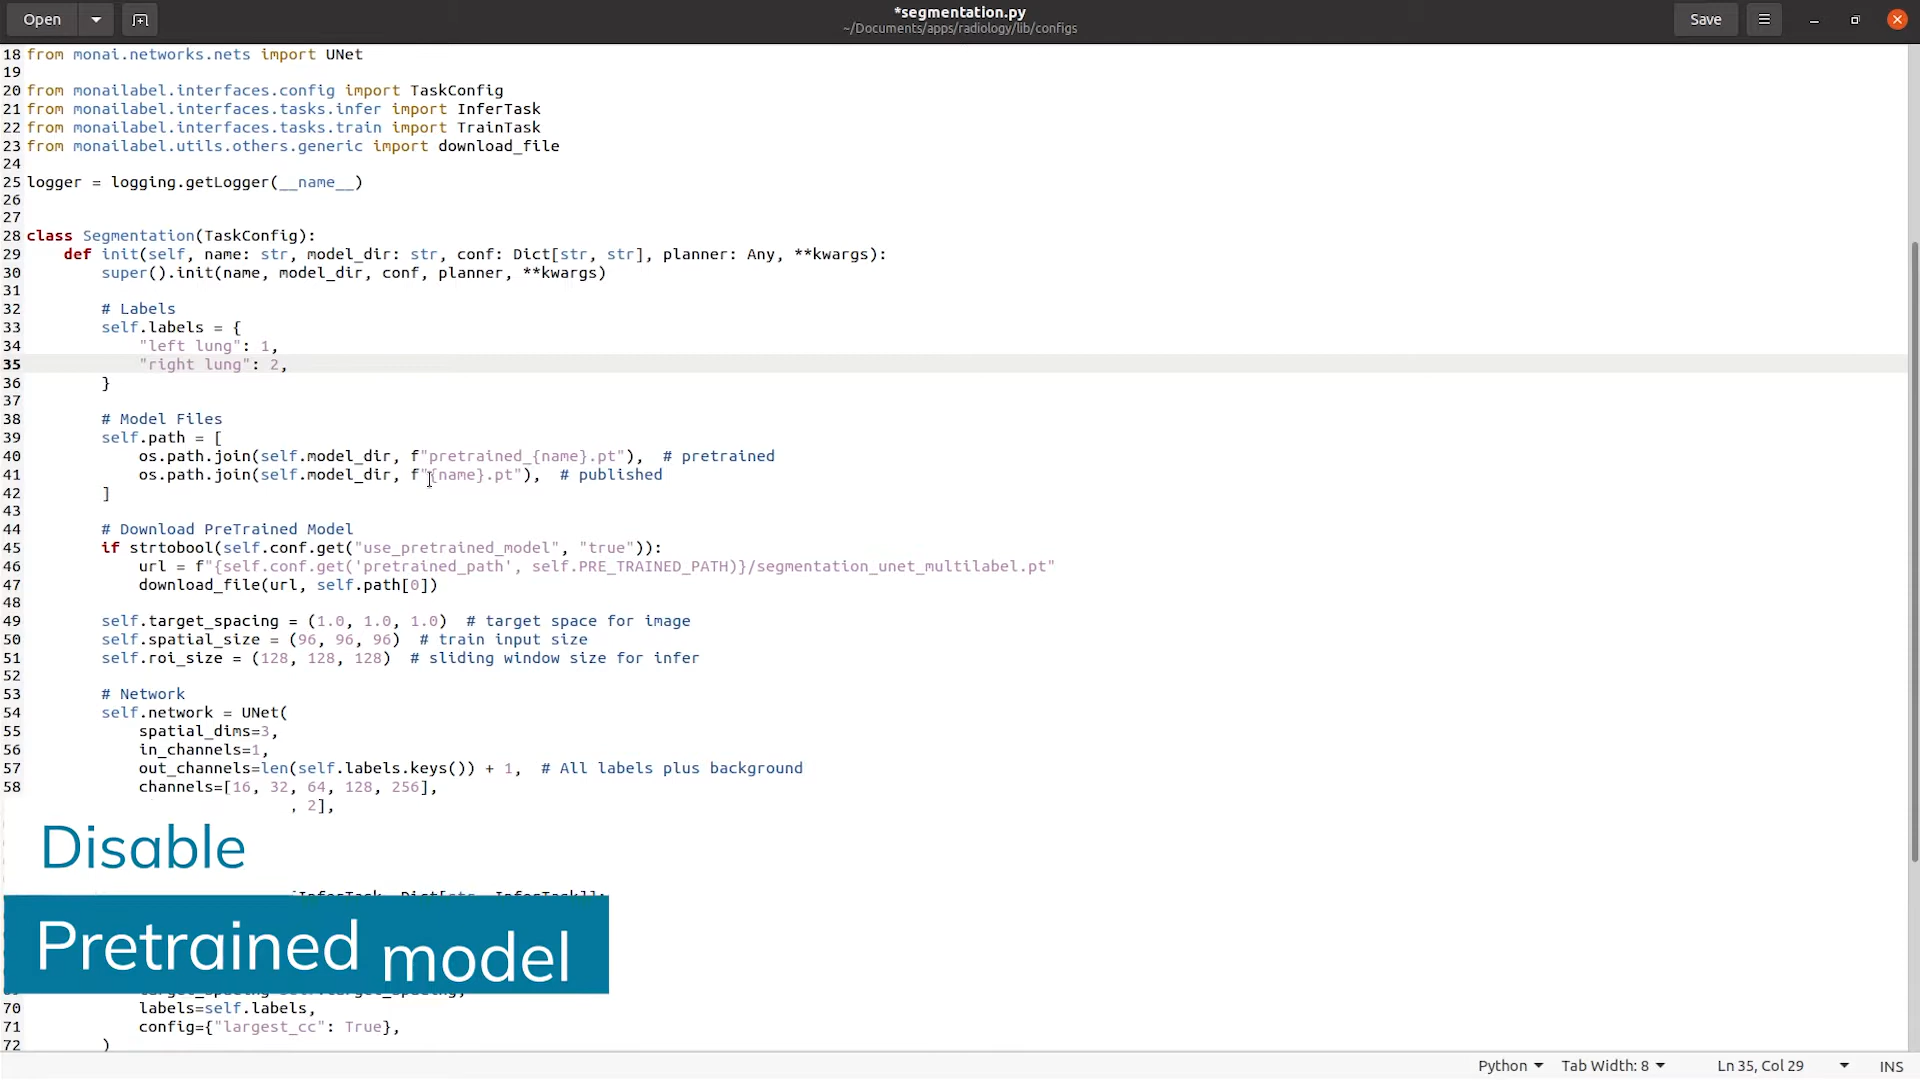 Open
*segmentation.py
~/Documents/apps/radiology/lib/configs
Save
18 from monai.networks.nets import UNet
19
20 from monailabel.interfaces.config import TaskConfig
21 from monailabel.interfaces.tasks.infer import InferTask
22 from monailabel.interfaces.tasks.train import TrainTask
23 from monailabel.utils.others.generic import download_file
24
25 logger = logging.getLogger(__name__)
26
27
28 class Segmentation(TaskConfig):
29     def init(self, name: str, model_dir: str, conf: Dict[str, str], planner: Any, **kwargs):
30         super().init(name, model_dir, conf, planner, **kwargs)
31
32         # Labels
33         self.labels = {
34             "left lung": 1,
35             "right lung": 2,
36         }
37
38         # Model Files
39         self.path = [
40             os.path.join(self.model_dir, f"pretrained_{name}.pt"),  # pretrained
41             os.path.join(self.model_dir, f"{name}.pt"),  # published
42         ]
43
44         # Download PreTrained Model
45         if strtobool(self.conf.get("use_pretrained_model", "true")):
46             url = f"{self.conf.get('pretrained_path', self.PRE_TRAINED_PATH)}/segmentation_unet_multilabel.pt"
47             download_file(url, self.path[0])
48
49         self.target_spacing = (1.0, 1.0, 1.0)  # target space for image
50         self.spatial_size = (96, 96, 96)  # train input size
51         self.roi_size = (128, 128, 128)  # sliding window size for infer
52
53         # Network
54         self.network = UNet(
55             spatial_dims=3,
56             in_channels=1,
57             out_channels=len(self.labels.keys()) + 1,  # All labels plus background
58             channels=[16, 32, 64, 128, 256],
, 2],
Disable
Pretrained model
70             labels=self.labels,
71             config={"largest_cc": True},
72         )
Python Tab Width: 8 Ln 35, Col 29 INS